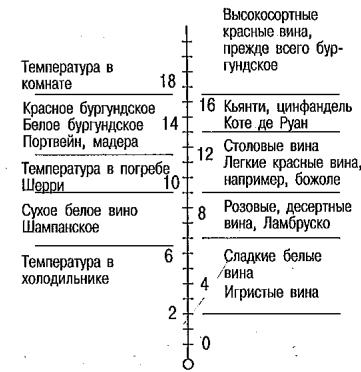 Высокосортные
красные вина,
прежде всего бур-
гундское
Температура в
комнате
18
Красное бургундское
Белое бургундское
Портвейн, мадера
14
16
Кьянти, цинфандель
Коте де Руан
12
Столовые вина
Легкие красные вина,
например, божоле
Температура в погребе
Шерри
10
Сухое белое вино
Шампанское
8
Розовые, десертные
вина, Ламбруско
Температура в
холодильнике
6
Сладкие белые
вина
4
Игристые вина
2
0